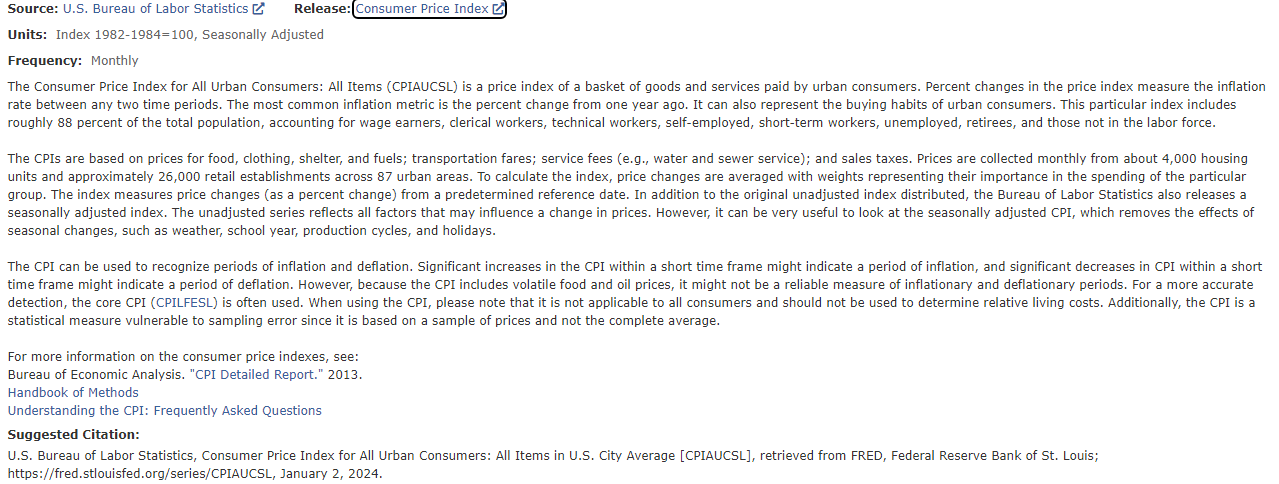 Source: U.S. Bureau of Labor Statistics Release: Consumer Price Index
Units: Index 1982-1984=100, Seasonally Adjusted
Frequency: Monthly
The Consumer Price Index for All Urban Consumers: All Items (CPIAUCSL) is a price index of a basket of goods and services paid by urban consumers. Percent changes in the price index measure the inflation
rate between any two time periods. The most common inflation metric is the percent change from one year ago. It can also represent the buying habits of urban consumers. This particular index includes
roughly 88 percent of the total population, accounting for wage earners, clerical workers, technical workers, self-employed, short-term workers, unemployed, retirees, and those not in the labor force.
The CPIs are based on prices for food, clothing, shelter, and fuels; transportation fares; service fees (e.g., water and sewer service); and sales taxes. Prices are collected monthly from about 4,000 housing
units and approximately 26,000 retail establishments across 87 urban areas. To calculate the index, price changes are averaged with weights representing their importance in the spending of the particular
group. The index measures price changes (as a percent change) from a predetermined reference date. In addition to the original unadjusted index distributed, the Bureau of Labor Statistics also releases a
seasonally adjusted index. The unadjusted series reflects all factors that may influence a change in prices. However, it can be very useful to look at the seasonally adjusted CPI, which removes the effects of
seasonal changes, such as weather, school year, production cycles, and holidays.
The CPI can be used to recognize periods of inflation and deflation. Significant increases in the CPI within a short time frame might indicate a period of inflation, and significant decreases in CPI within a short
time frame might indicate a period of deflation. However, because the CPI includes volatile food and oil prices, it might not be a reliable measure of inflationary and deflationary periods. For a more accurate
detection, the core CPI (CPILFESL) is often used. When using the CPI, please note that it is not applicable to all consumers and should not be used to determine relative living costs. Additionally, the CPI is a
statistical measure vulnerable to sampling error since it is based on a sample of prices and not the complete average.
For more information on the consumer price indexes, see:
Bureau of Economic Analysis. "CPI Detailed Report." 2013.
Handbook of Methods
Understanding the CPI: Frequently Asked Questions
Suggested Citation:
U.S. Bureau of Labor Statistics, Consumer Price Index for All Urban Consumers: All Items in U.S. City Average [CPIAUCSL], retrieved from FRED, Federal Reserve Bank of St. Louis;
https://fred.stlouisfed.org/series/CPIAUCSL, January 2, 2024.